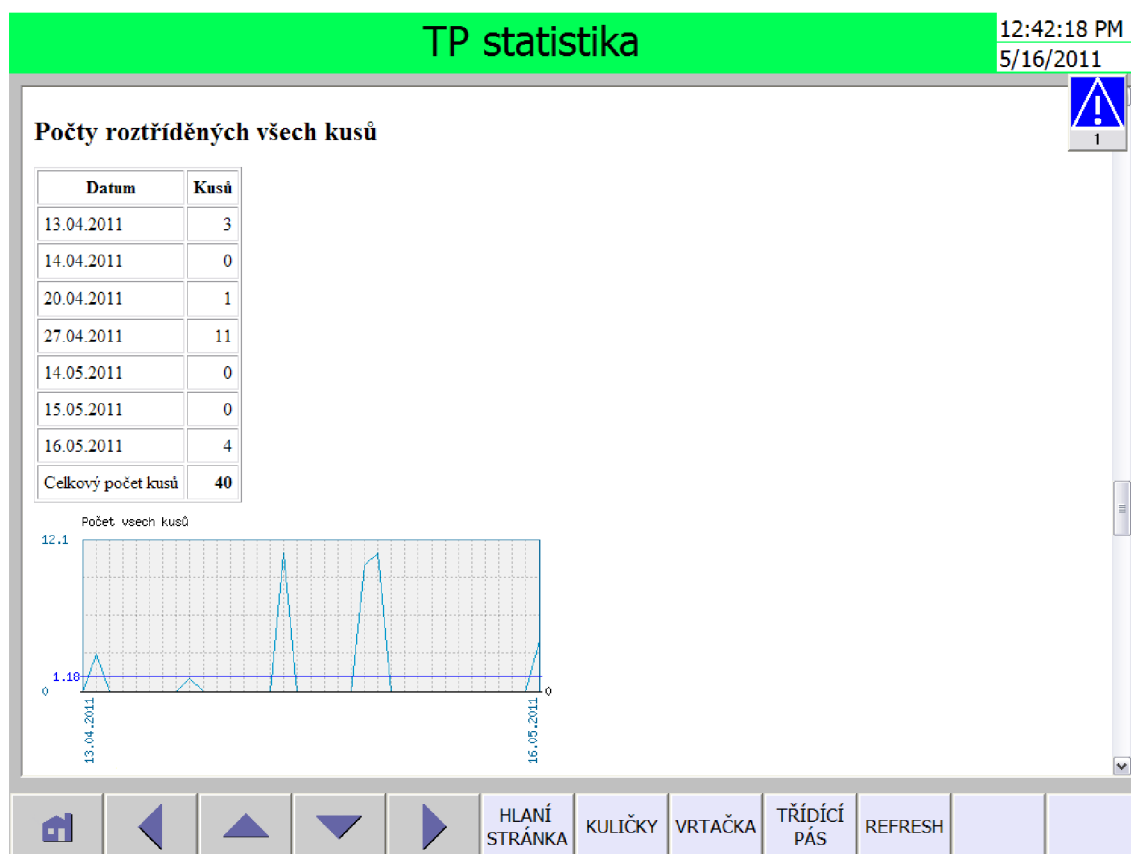 TP statistika
12:42:18 PM
5/16/2011
1
Počty roztříděných všech kusů
Datum Kusů
13.04.2011 3
14.04.2011 0
20.04.2011 1
27.04.2011 11
14.05.2011 0
15.05.2011 0
16.05.2011 4
Celkový počet kusů 40
Počet vsech kusů
12.1
1.18
0
0
13.04.2011
16.05.2011
HLANÍ
STRÁNKA
KULIČKY
VRTAČKA
TŘÍDÍCÍ
PÁS
REFRESH